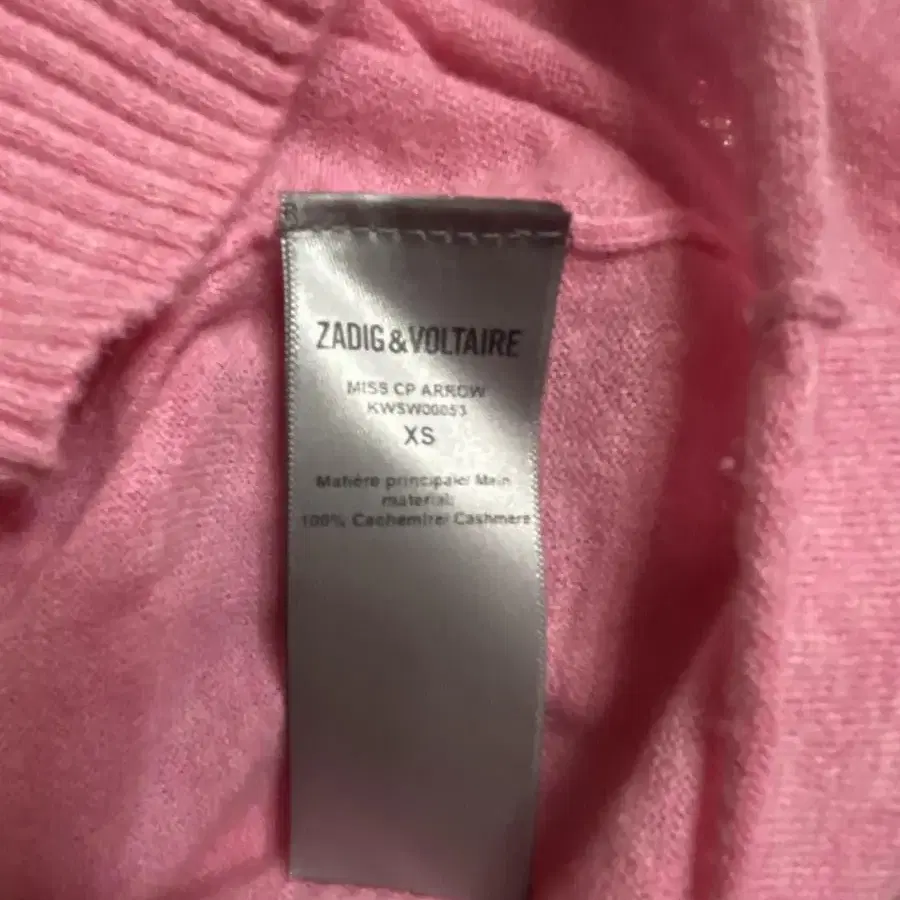 ZADIG & VOLTAIRE
MISS CP ARROW
KWSW00053
XS
Matière principale/ Main
material:
100% Cachemire/ Cashmere